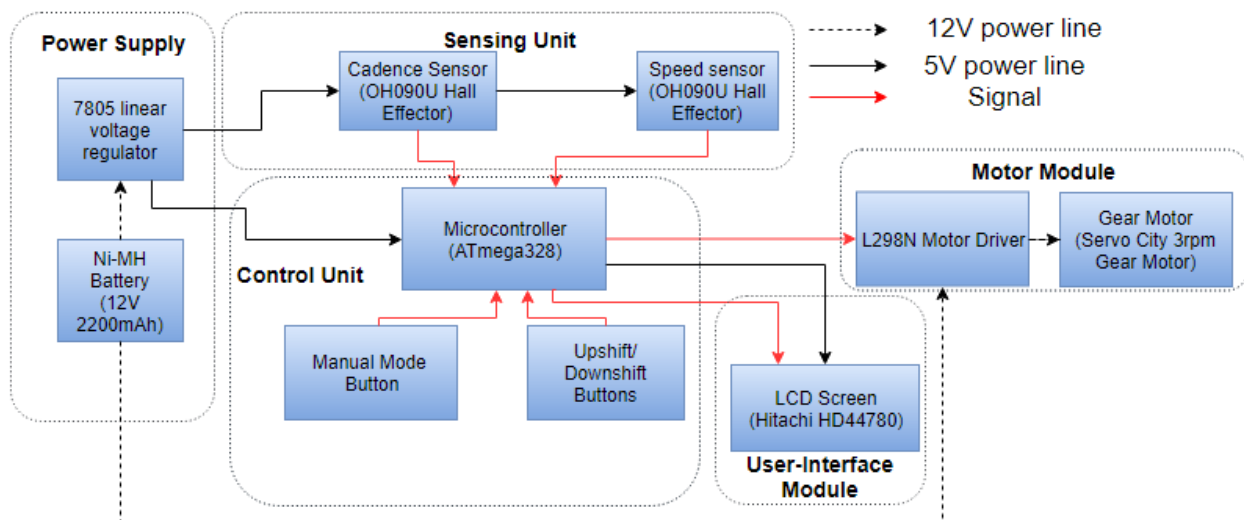 Power Supply
7805 linear
voltage
regulator
Ni-MH
Battery
(12V
2200mAh)
Sensing Unit
Cadence Sensor
(OH090U Hall
Effector)
Speed sensor
(OH090U Hall
Effector)
12V power line
5V power line
Signal
Control Unit
Microcontroller
(ATmega328)
Manual Mode
Button
Upshift/
Downshift
Buttons
Motor Module
L298N Motor Driver
Gear Motor
(Servo City 3rpm
Gear Motor)
LCD Screen
(Hitachi HD44780)
User-Interface
Module